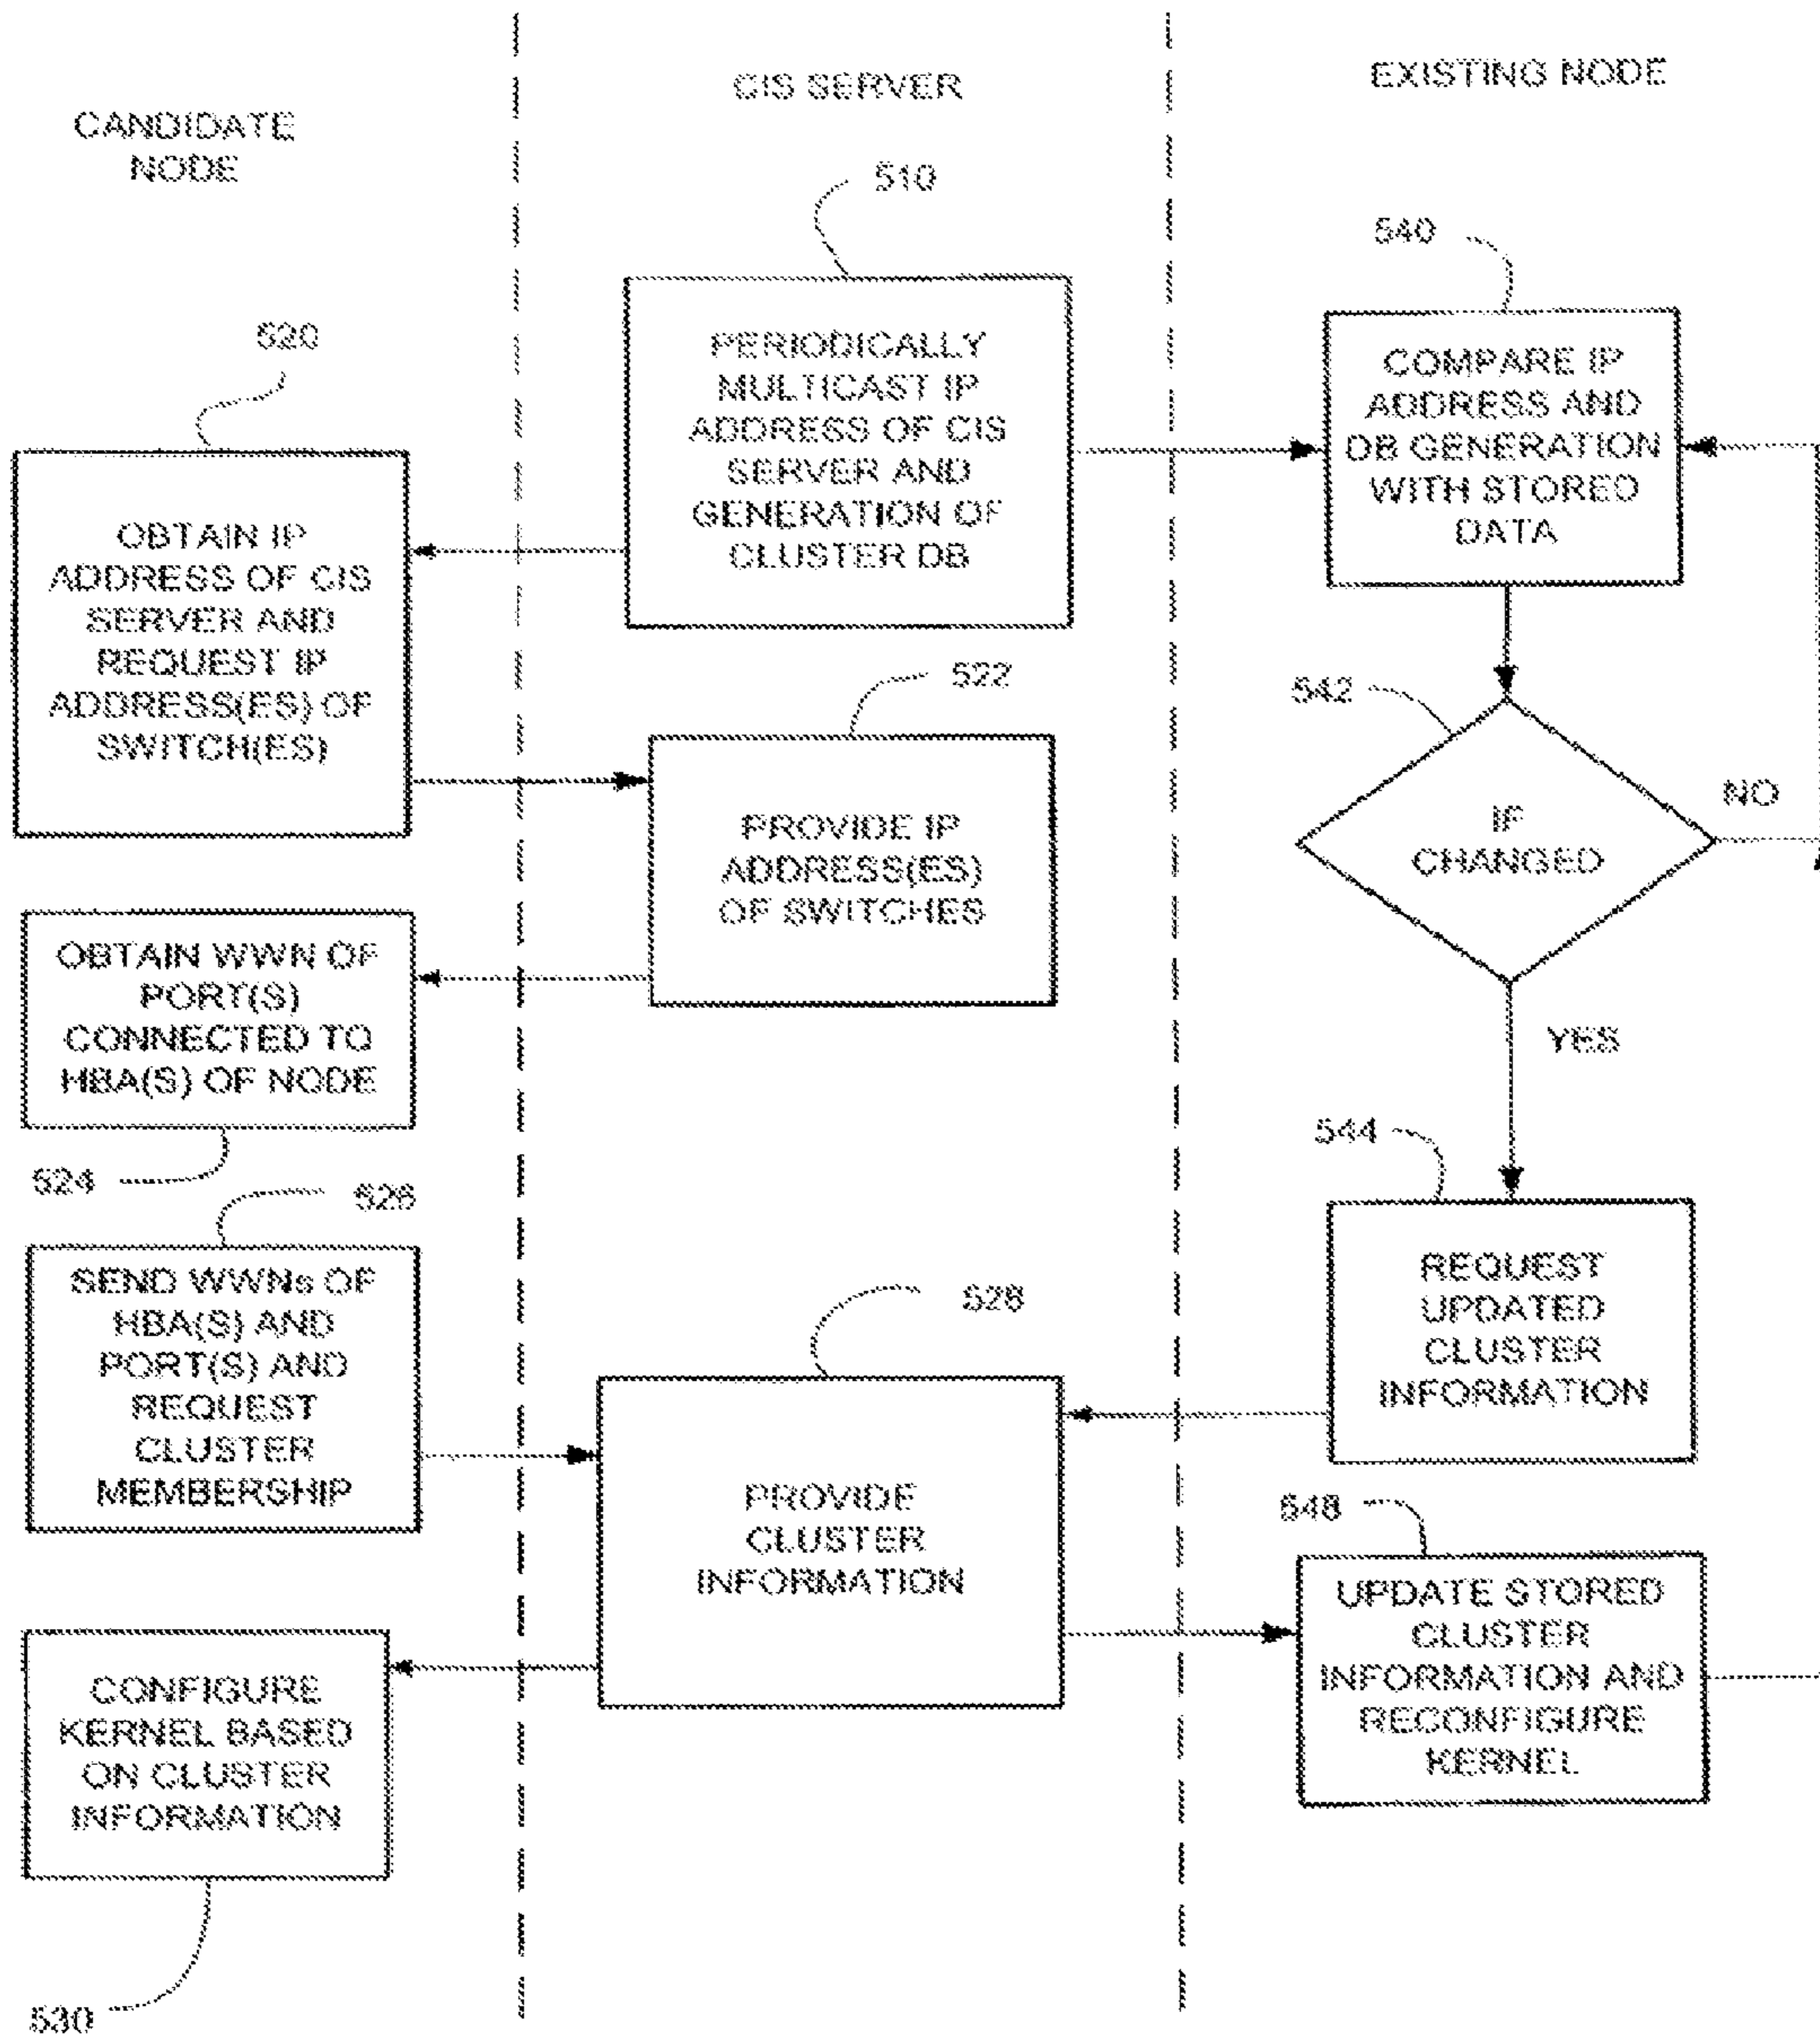 CANDIDATE
NODE
CIS SERVER
EXISTING NODE
510
PERIODICALLY
MULTICAST IP
ADDRESS OF CIS
SERVER AND
GENERATION OF
CLUSTER DB
520
OBTAIN IP
ADDRESS OF CIS
SERVER AND
REQUEST IP
ADDRESS(ES) OF
SWITCH(ES)
522
PROVIDE IP
ADDRESS(ES)
OF SWITCHES
OBTAIN WWN OF
PORT(S)
CONNECTED TO
HBA(S) OF NODE
524
526
SEND WWNs OF
HBA(S) AND
PORT(S) AND
REQUEST
CLUSTER
MEMBERSHIP
528
PROVIDE
CLUSTER
INFORMATION
CONFIGURE
KERNEL BASED
ON CLUSTER
INFORMATION
530
540
COMPARE IP
ADDRESS AND
DB GENERATION
WITH STORED
DATA
542
IF
CHANGED
NO
YES
544
REQUEST
UPDATED
CLUSTER
INFORMATION
548
UPDATE STORED
CLUSTER
INFORMATION AND
RECONFIGURE
KERNEL